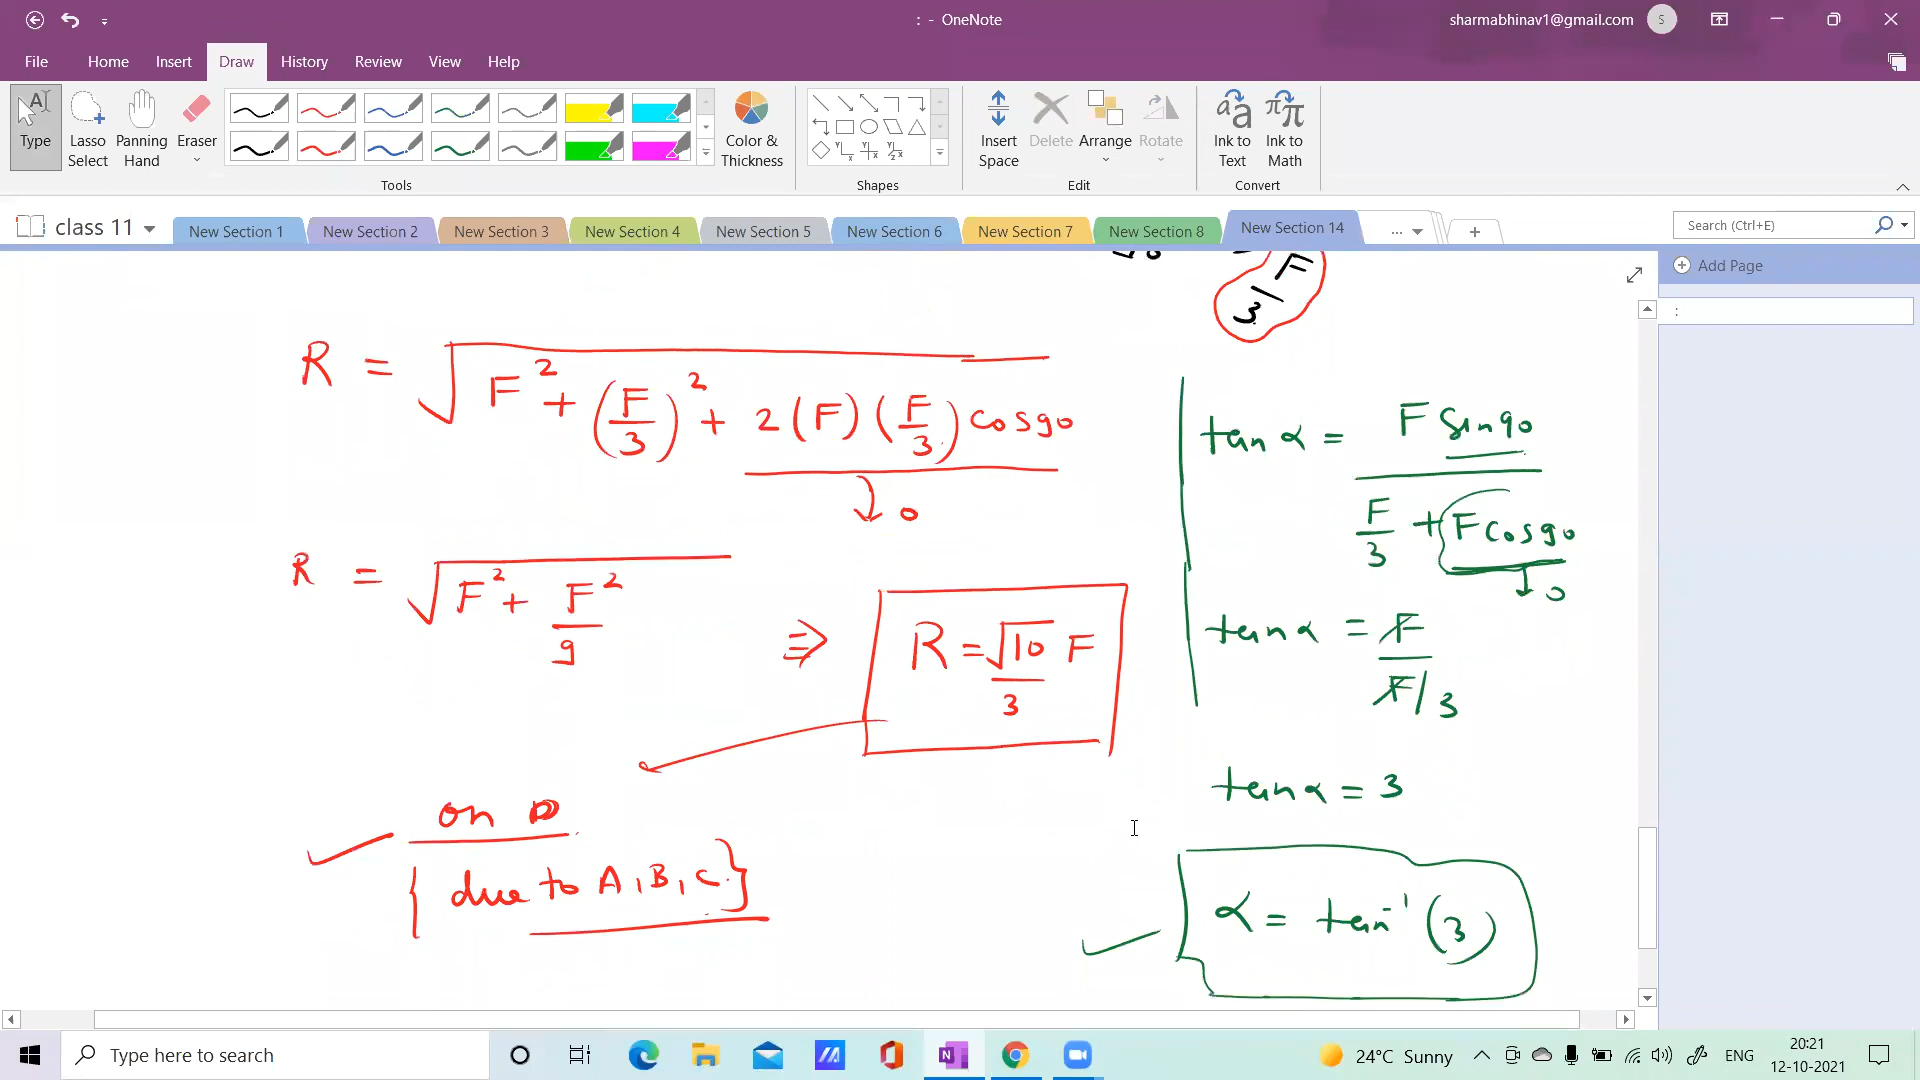 : - OneNote
sharmabhinav1@gmail.com
S
File Home Insert Draw History Review View Help
Type
Lasso Select
Panning Hand
Eraser
Color & Thickness
Insert Space
Delete
Arrange
Rotate
Ink to Text
Ink to Math
Tools
Shapes
Edit
Convert
class 11
New Section 1
New Section 2
New Section 3
New Section 4
New Section 5
New Section 6
New Section 7
New Section 8
New Section 14
...
+
Search (Ctrl+E)
Add Page
:
F/3
R = √(F² + (F/3)² + 2(F)(F/3) cos90
↓ 0
R = √(F² + F²/9)
⇒ R = √10/3 F
on D
{ due to A, B, C }
tan α = F sin90 / (F/3 + F cos90)
↓ 0
tan α = F / F/3
tan α = 3
α = tan⁻¹ (3)
Type here to search
24°C Sunny
ENG
20:21
12-10-2021